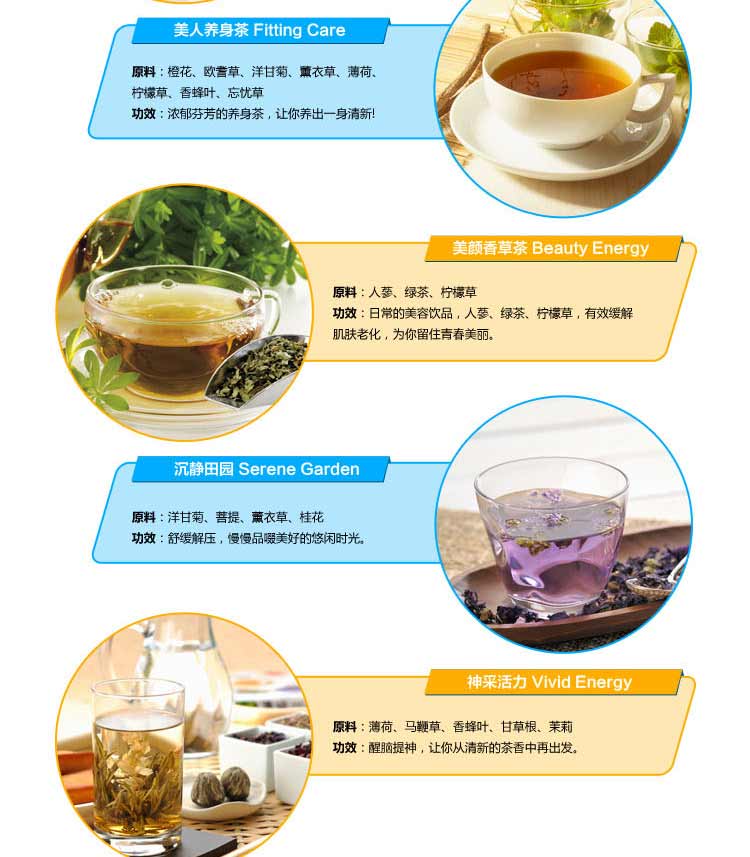 美人养身茶 Fitting Care
原料：橙花、欧蓍草、洋甘菊、薰衣草、薄荷、
柠檬草、香蜂叶、忘忧草
功效：浓郁芬芳的养身茶，让你养出一身清新!
美颜香草茶 Beauty Energy
原料：人蔘、绿茶、柠檬草
功效：日常的美容饮品，人蔘、绿茶、柠檬草，有效缓解
肌肤老化，为你留住青春美丽。
沉静田园 Serene Garden
原料：洋甘菊、菩提、薰衣草、桂花
功效：舒缓解压，慢慢品啜美好的悠闲时光。
神采活力 Vivid Energy
原料：薄荷、马鞭草、香蜂叶、甘草根、茉莉
功效：醒脑提神，让你从清新的茶香中再出发。